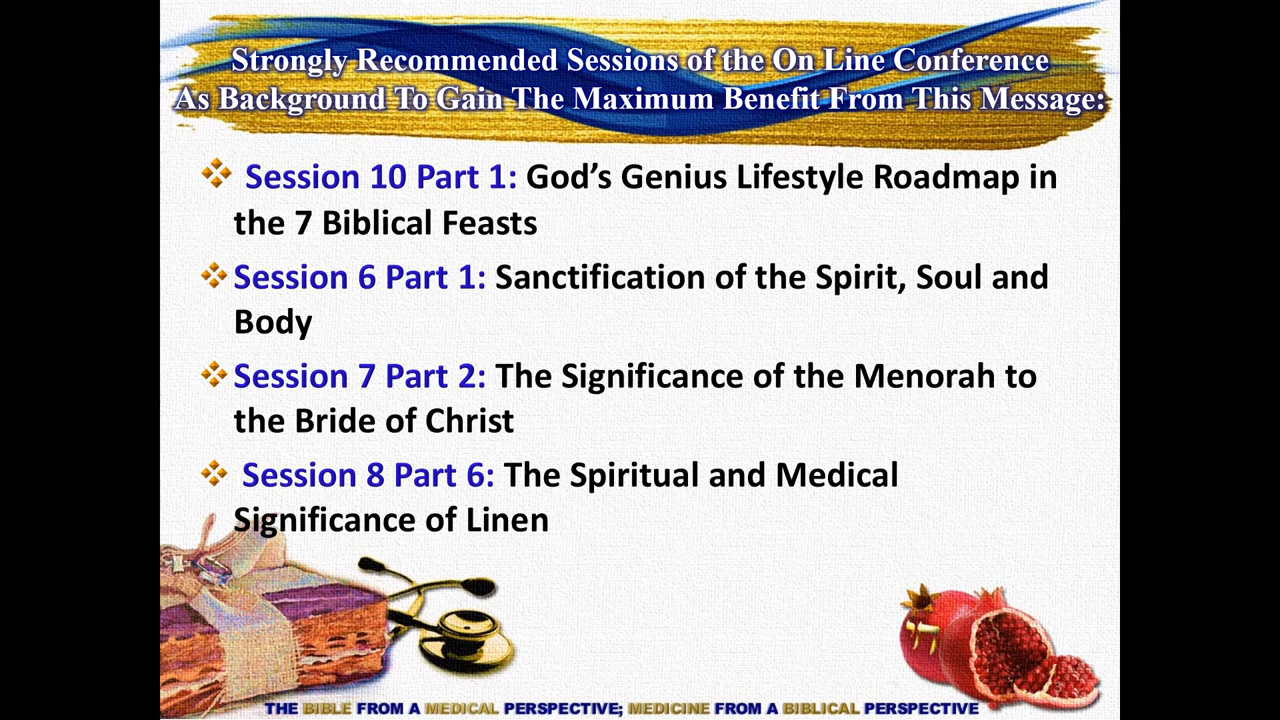 Strongly Recommended Sessions of the On Line Conference
As Background To Gain The Maximum Benefit From This Message:
Session 10 Part 1: God’s Genius Lifestyle Roadmap in
the 7 Biblical Feasts
Session 6 Part 1: Sanctification of the Spirit, Soul and
Body
Session 7 Part 2: The Significance of the Menorah to
the Bride of Christ
Session 8 Part 6: The Spiritual and Medical
Significance of Linen
THE BIBLE FROM A MEDICAL PERSPECTIVE; MEDICINE FROM A BIBLICAL PERSPECTIVE